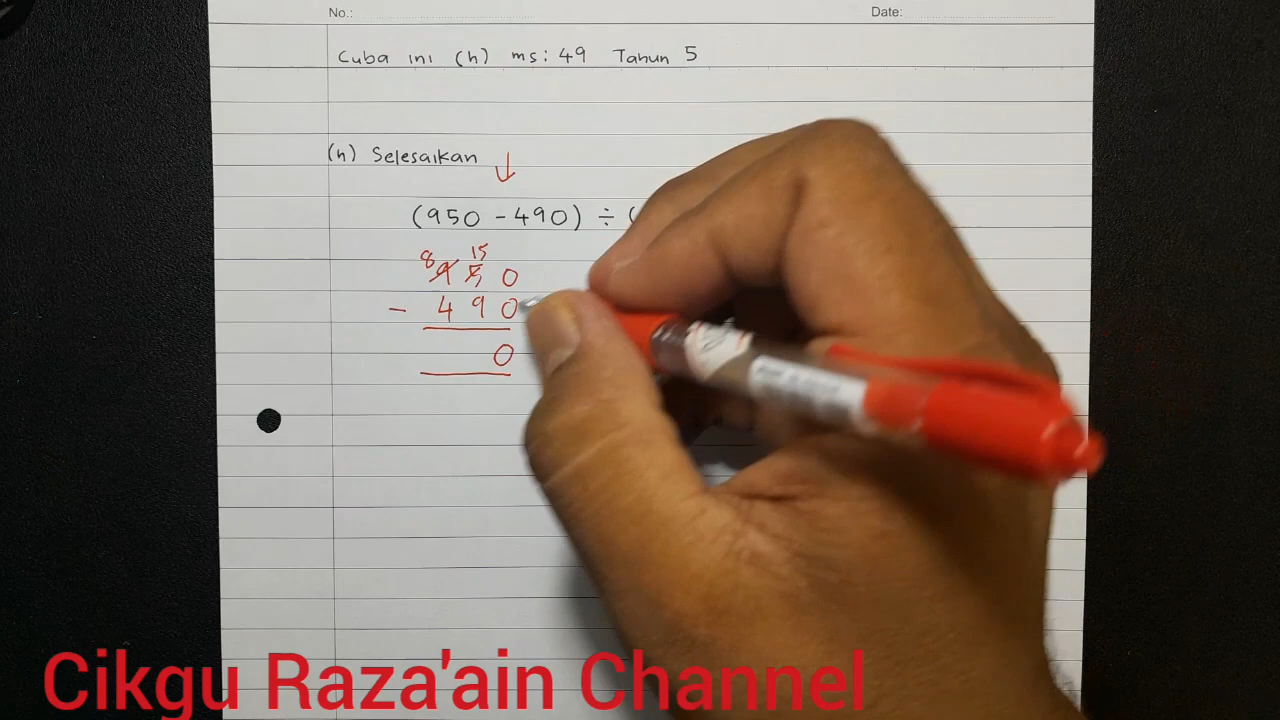 No.: Date:
Cuba ini (h) ms: 49 Tahun 5
(h) Selesaikan ↓
(950 - 490) ÷ (
8 15
9 5 0
- 4 9 0
0
Cikgu Raza'ain Channel